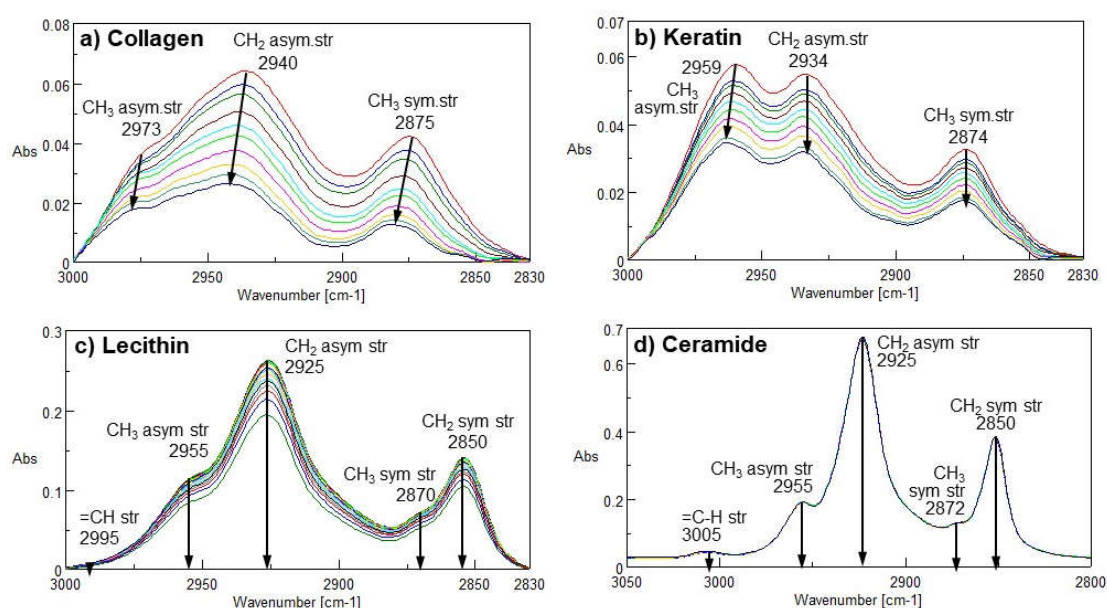 a) Collagen
CH₂ asym.str
2940
CH₃ asym.str
2973
CH₃ sym.str
2875
0.08
0.06
0.04
0.02
0
Abs
3000
2950
2900
2850
2830
Wavenumber [cm-1]
b) Keratin
CH₂ asym.str
2934
2959
CH₃
asym.str
CH₃ sym.str
2874
0.07
0.06
0.04
0.02
0
Abs
3000
2950
2900
2850
2830
Wavenumber [cm-1]
c) Lecithin
CH₂ asym str
2925
CH₃ asym str
2955
CH₂ sym str
2850
CH₃ sym str
2870
=CH str
2995
0.3
0.2
0.1
0
Abs
3000
2950
2900
2850
2830
Wavenumber [cm-1]
d) Ceramide
CH₂ asym str
2925
CH₂ sym str
2850
CH₃ asym str
2955
CH₃
sym str
2872
=C-H str
3005
0.7
0.6
0.4
0.2
0
Abs
3050
3000
2900
2800
Wavenumber [cm-1]